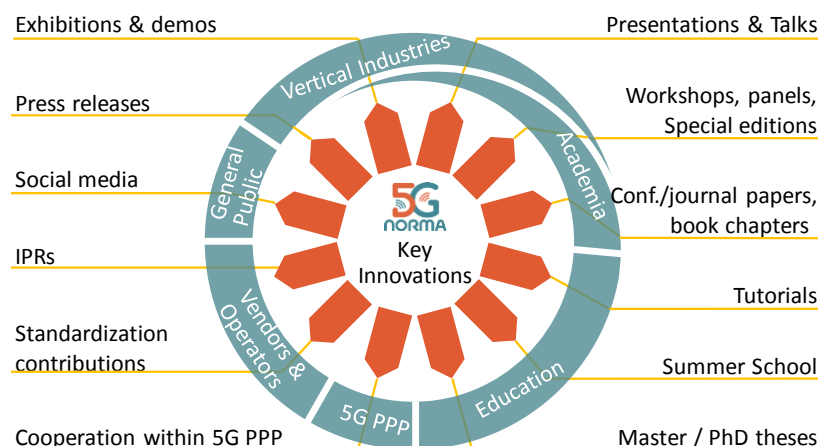 Exhibitions & demos
Presentations & Talks
Vertical Industries
Press releases
Workshops, panels,
Special editions
Academia
General
Public
Social media
Conf./journal papers,
book chapters
5G
NORMA
Key
Innovations
IPRs
Tutorials
Vendors &
Operators
Standardization
contributions
Summer School
Education
5G PPP
Cooperation within 5G PPP
Master / PhD theses